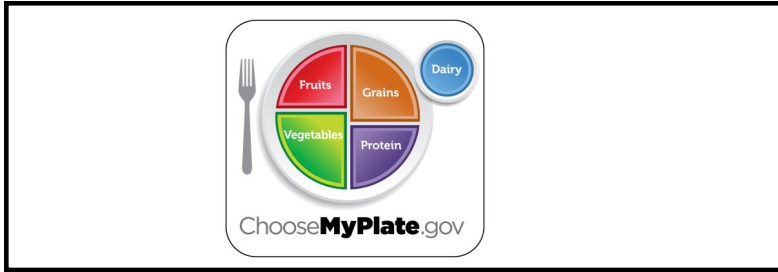 Dairy
Fruits
Grains
Vegetables
Protein
ChooseMyPlate.gov